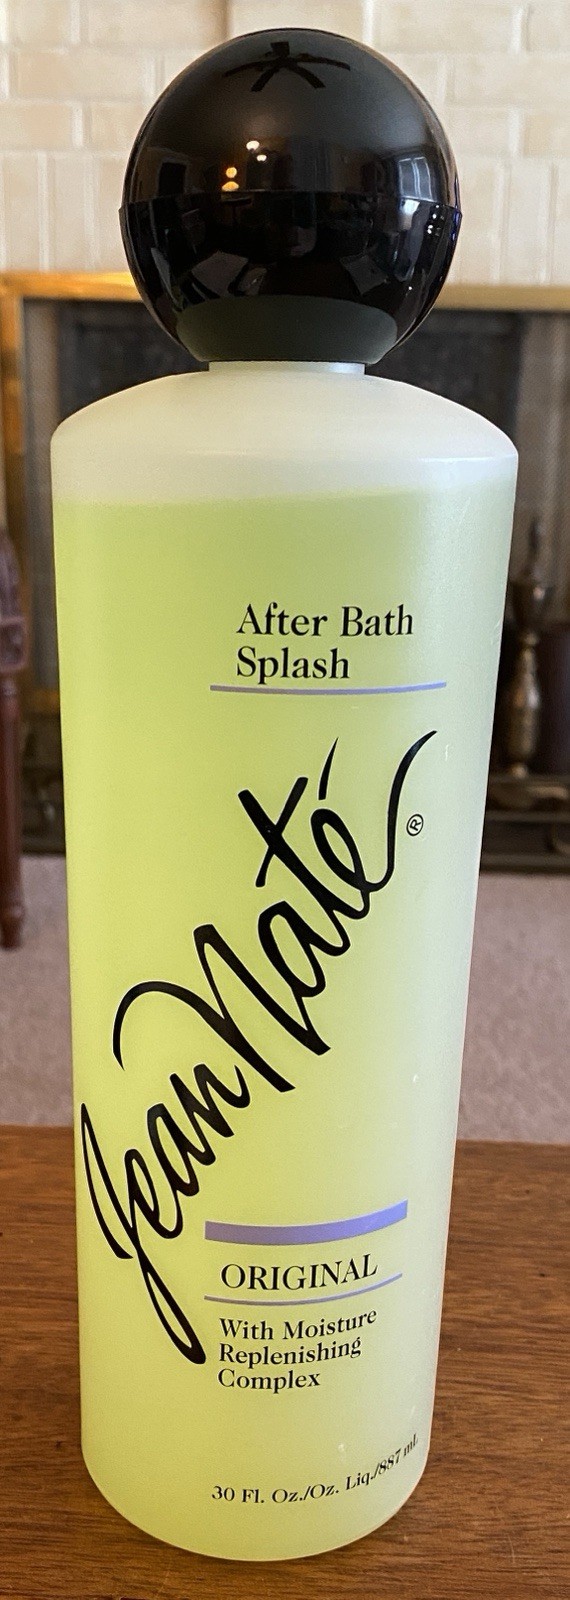 After Bath
Splash
Jean Naté®
ORIGINAL
With Moisture
Replenishing
Complex
30 Fl. Oz./Oz. Liq./887 mL